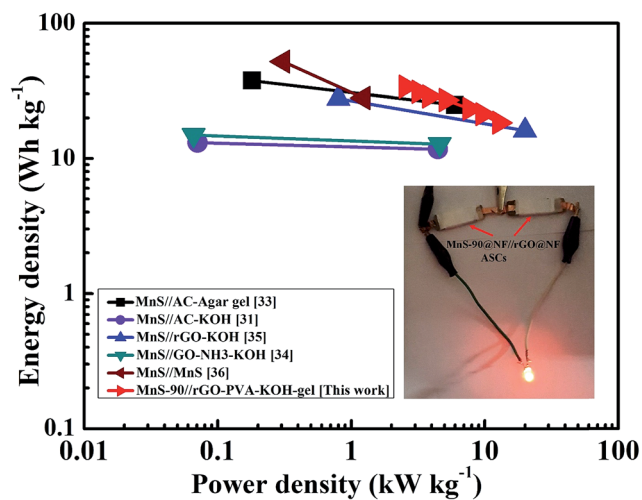 100
10
1
0.1
0.01
0.1
1
10
100
Energy density (Wh kg⁻¹)
Power density (kW kg⁻¹)
MnS//AC-Agar gel [33]
MnS//AC-KOH [31]
MnS//rGO-KOH [35]
MnS//GO-NH3-KOH [34]
MnS//MnS [36]
MnS-90//rGO-PVA-KOH-gel [This work]
MnS-90@NF//rGO@NF
ASCs